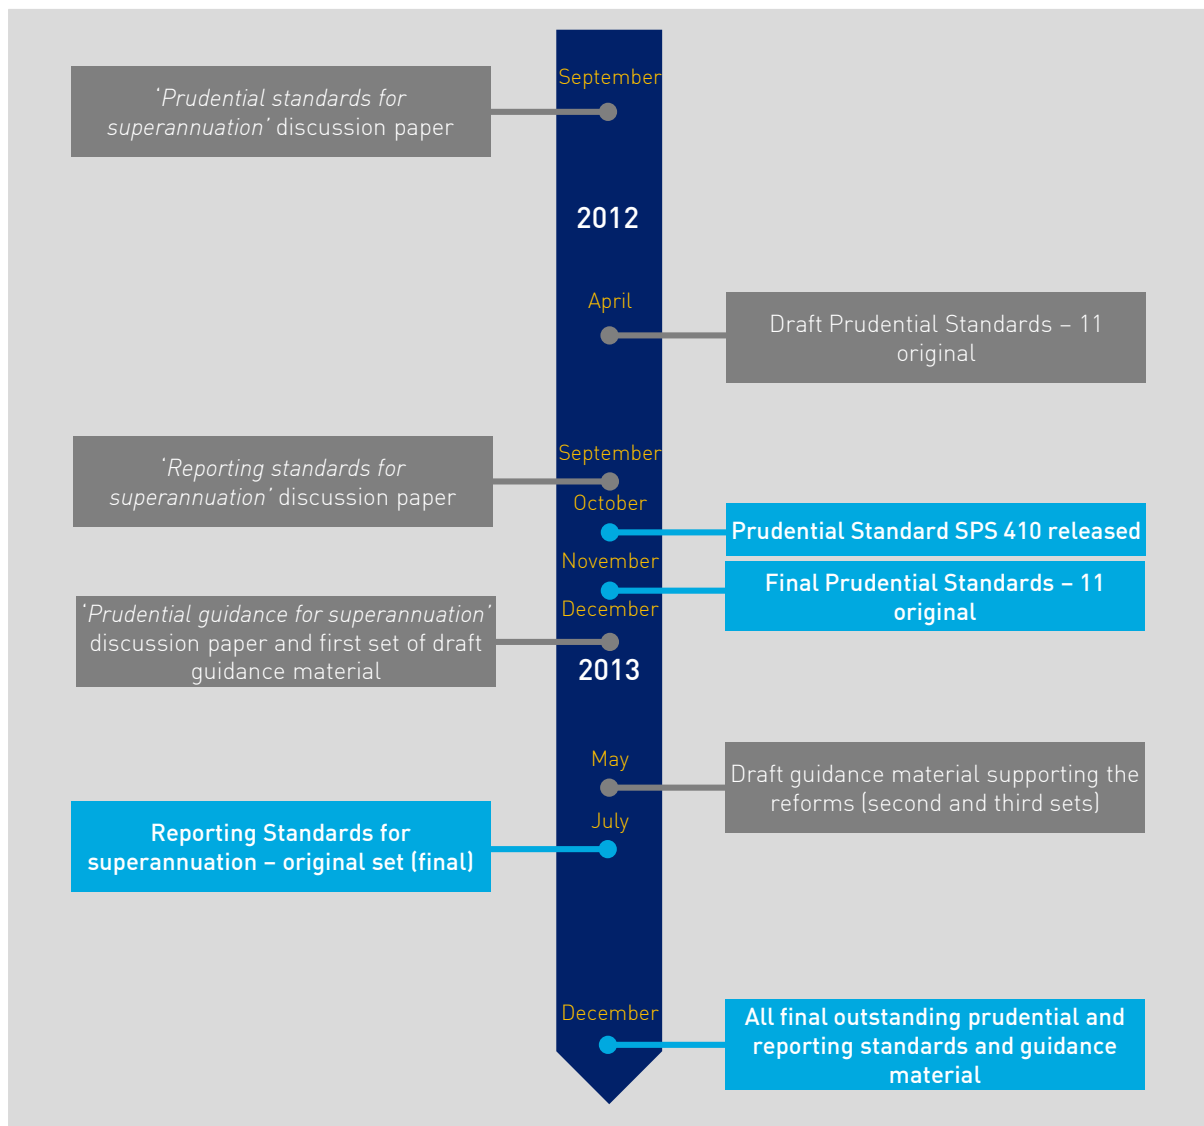 September
‘Prudential standards for
superannuation’ discussion paper
2012
April
Draft Prudential Standards – 11
original
September
‘Reporting standards for
superannuation’ discussion paper
October
Prudential Standard SPS 410 released
November
Final Prudential Standards – 11
original
December
‘Prudential guidance for superannuation’
discussion paper and first set of draft
guidance material
2013
May
Draft guidance material supporting the
reforms (second and third sets)
July
Reporting Standards for
superannuation – original set (final)
December
All final outstanding prudential and
reporting standards and guidance
material